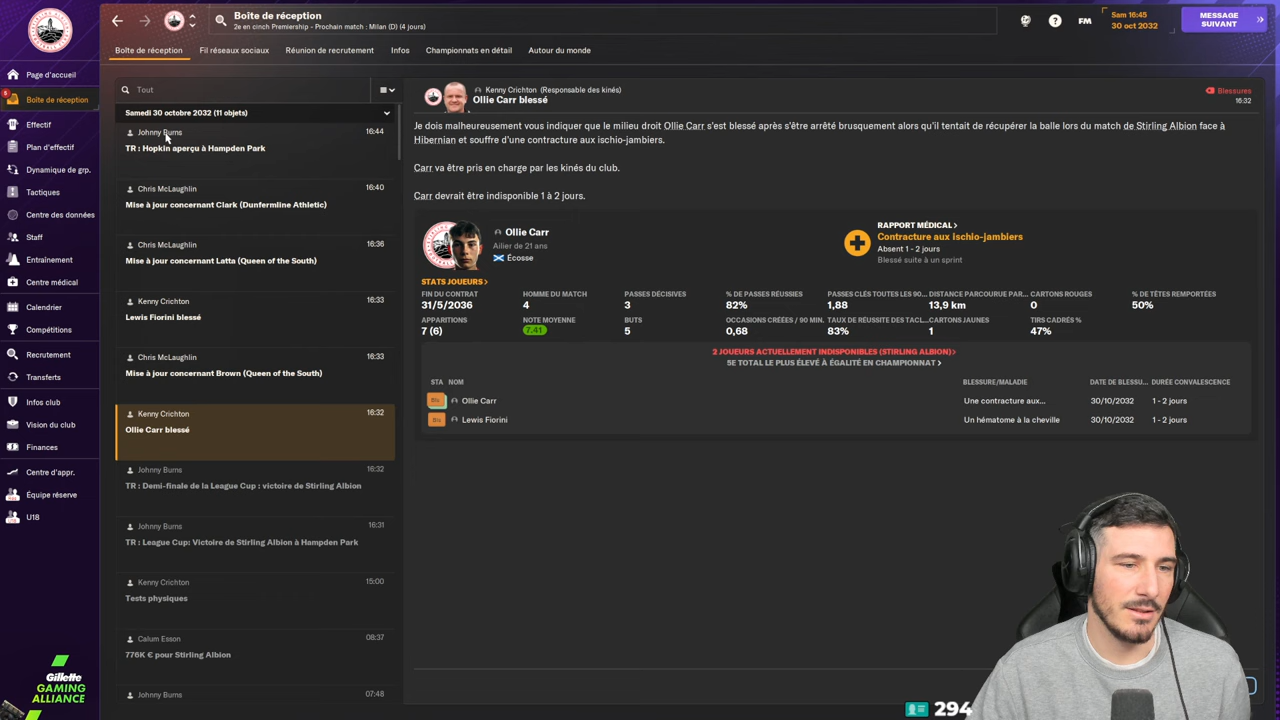 Boîte de réception
2e en cinch Premiership - Prochain match : Milan (D) (4 jours)
FM
Sam 16:45
30 oct 2032
MESSAGE SUIVANT
Boîte de réception
Fil réseaux sociaux
Réunion de recrutement
Infos
Championnats en détail
Autour du monde
Page d'accueil
6
Boîte de réception
Effectif
Plan d'effectif
Dynamique de grp.
Tactiques
Centre des données
Staff
Entraînement
Centre médical
Calendrier
Compétitions
Recrutement
Transferts
Infos club
Vision du club
Finances
Centre d'appr.
Équipe réserve
U18
Gillette
GAMING
ALLIANCE
Tout
Samedi 30 octobre 2032 (11 objets)
Johnny Burns 16:44
TR : Hopkin aperçu à Hampden Park
Chris McLaughlin 16:40
Mise à jour concernant Clark (Dunfermline Athletic)
Chris McLaughlin 16:36
Mise à jour concernant Latta (Queen of the South)
Kenny Crichton 16:33
Lewis Fiorini blessé
Chris McLaughlin 16:33
Mise à jour concernant Brown (Queen of the South)
Kenny Crichton 16:32
Ollie Carr blessé
Johnny Burns 16:32
TR : Demi-finale de la League Cup : victoire de Stirling Albion
Johnny Burns 16:31
TR : League Cup: Victoire de Stirling Albion à Hampden Park
Kenny Crichton 15:00
Tests physiques
Calum Esson 08:37
776K € pour Stirling Albion
Johnny Burns 07:48
Kenny Crichton (Responsable des kinés)
Ollie Carr blessé
Blessures
16:32
Je dois malheureusement vous indiquer que le milieu droit Ollie Carr s'est blessé après s'être arrêté brusquement alors qu'il tentait de récupérer la balle lors du match de Stirling Albion face à
Hibernian et souffre d'une contracture aux ischio-jambiers.
Carr va être pris en charge par les kinés du club.
Carr devrait être indisponible 1 à 2 jours.
Ollie Carr
Ailier de 21 ans
Écosse
RAPPORT MÉDICAL
Contracture aux ischio-jambiers
Absent 1 - 2 jours
Blessé suite à un sprint
STATS JOUEURS
FIN DU CONTRAT HOMME DU MATCH PASSES DÉCISIVES % DE PASSES RÉUSSIES PASSES CLÉS TOUTES LES 90... DISTANCE PARCOURUE PAR... CARTONS ROUGES % DE TÊTES REMPORTÉES
31/5/2036 4 3 82% 1,88 13,9 km 0 50%
APPARITIONS NOTE MOYENNE BUTS OCCASIONS CRÉÉES / 90 MIN. TAUX DE RÉUSSITE DES TACL... CARTONS JAUNES TIRS CADRÉS %
7 (6) 7.41 5 0,68 83% 1 47%
2 JOUEURS ACTUELLEMENT INDISPONIBLES (STIRLING ALBION)
5E TOTAL LE PLUS ÉLEVÉ À ÉGALITÉ EN CHAMPIONNAT
STA NOM BLESSURE/MALADIE DATE DE BLESSU... DURÉE CONVALESCENCE
Bls Ollie Carr Une contracture aux... 30/10/2032 1 - 2 jours
Bls Lewis Fiorini Un hématome à la cheville 30/10/2032 1 - 2 jours
294